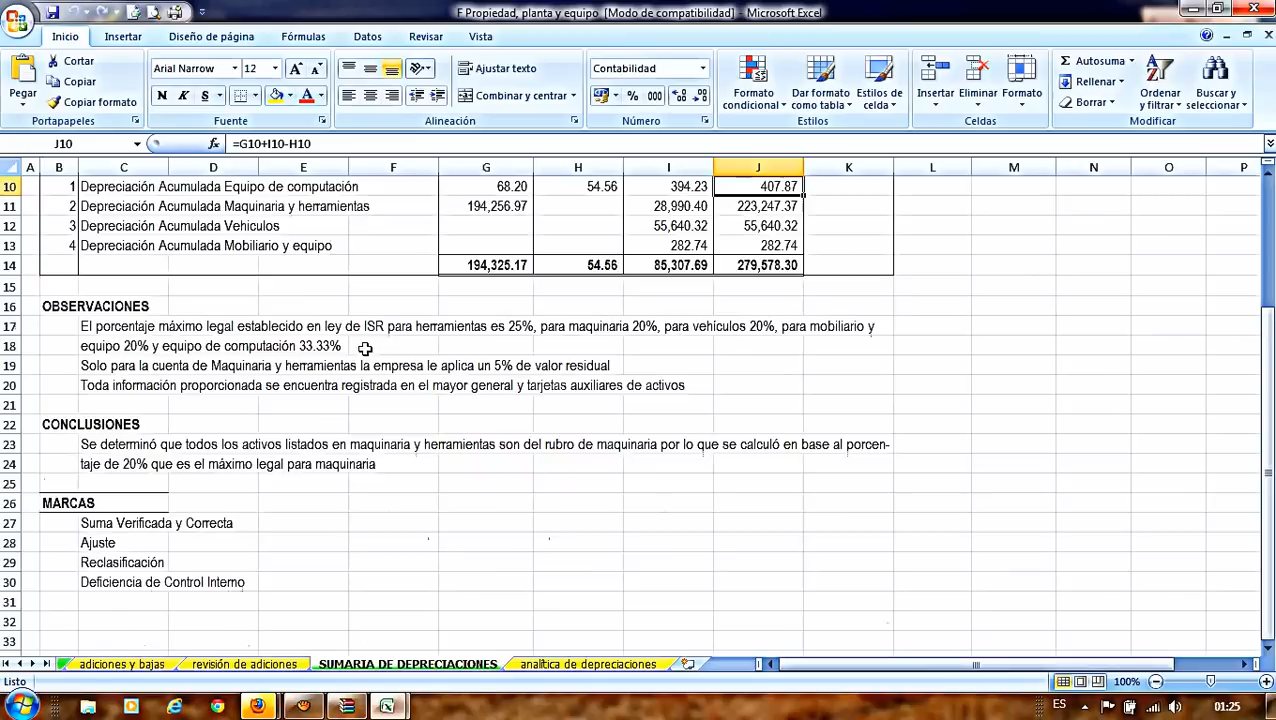 F Propiedad, planta y equipo [Modo de compatibilidad] - Microsoft Excel
Inicio Insertar Diseño de página Fórmulas Datos Revisar Vista
Pegar Cortar Copiar Copiar formato
Arial Narrow 12 A A
N K S A
Ajustar texto
Combinar y centrar
Contabilidad
% 000
Formato condicional Dar formato como tabla Estilos de celda
Insertar Eliminar Formato
Σ Autosuma Rellenar Borrar
Ordenar y filtrar Buscar y seleccionar
Portapapeles Fuente Alineación Número Estilos Celdas Modificar
J10 fx =G10+I10-H10
A B C D E F G H I J K L M N O P
10 1 Depreciación Acumulada Equipo de computación 68.20 54.56 394.23 407.87
11 2 Depreciación Acumulada Maquinaria y herramientas 194,256.97 28,990.40 223,247.37
12 3 Depreciación Acumulada Vehiculos 55,640.32 55,640.32
13 4 Depreciación Acumulada Mobiliario y equipo 282.74 282.74
14 194,325.17 54.56 85,307.69 279,578.30
15
16 OBSERVACIONES
17 El porcentaje máximo legal establecido en ley de ISR para herramientas es 25%, para maquinaria 20%, para vehículos 20%, para mobiliario y
18 equipo 20% y equipo de computación 33.33%
19 Solo para la cuenta de Maquinaria y herramientas la empresa le aplica un 5% de valor residual
20 Toda información proporcionada se encuentra registrada en el mayor general y tarjetas auxiliares de activos
21
22 CONCLUSIONES
23 Se determinó que todos los activos listados en maquinaria y herramientas son del rubro de maquinaria por lo que se calculó en base al porcen-
24 taje de 20% que es el máximo legal para maquinaria
25
26 MARCAS
27 Suma Verificada y Correcta
28 Ajuste
29 Reclasificación
30 Deficiencia de Control Interno
31
32
33
adiciones y bajas revisión de adiciones SUMARIA DE DEPRECIACIONES analítica de depreciaciones
Listo 100%
ES 01:25